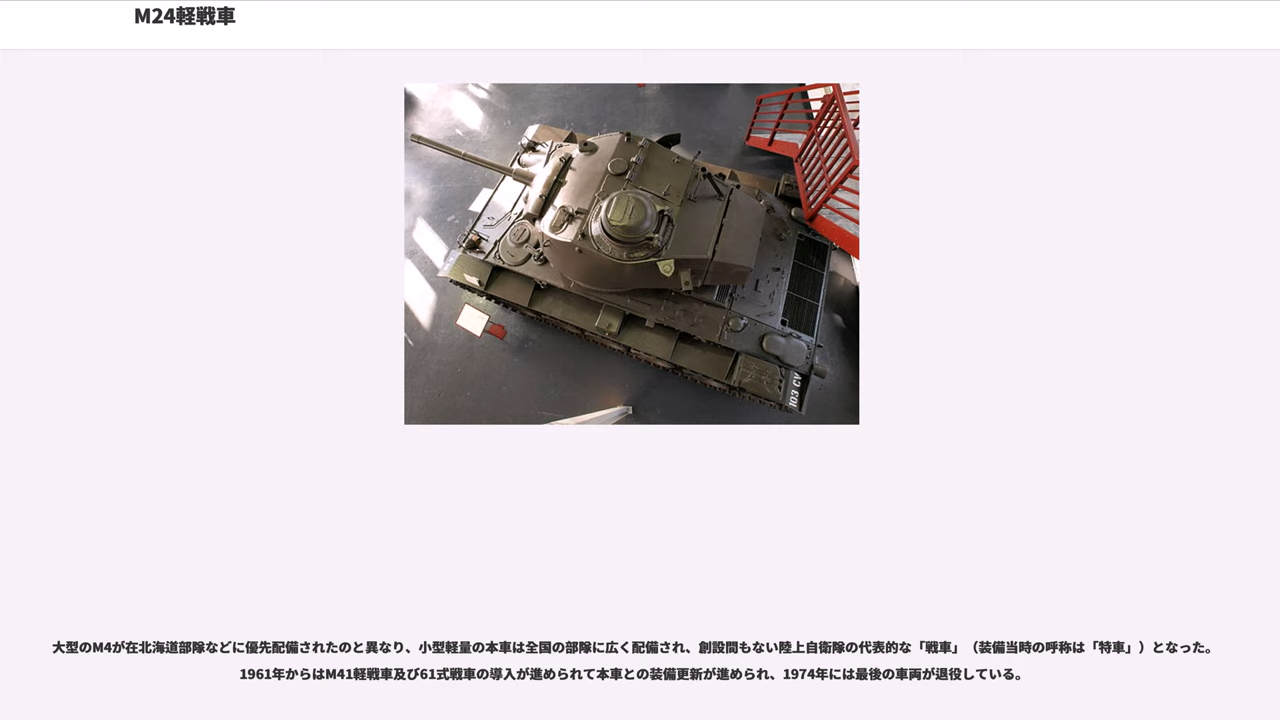 M24軽戦車
103 CV
大型のM4が在北海道部隊などに優先配備されたのと異なり、小型軽量の本車は全国の部隊に広く配備され、創設間もない陸上自衛隊の代表的な「戦車」（装備当時の呼称は「特車」）となった。
1961年からはM41軽戦車及び61式戦車の導入が進められて本車との装備更新が進められ、1974年には最後の車両が退役している。